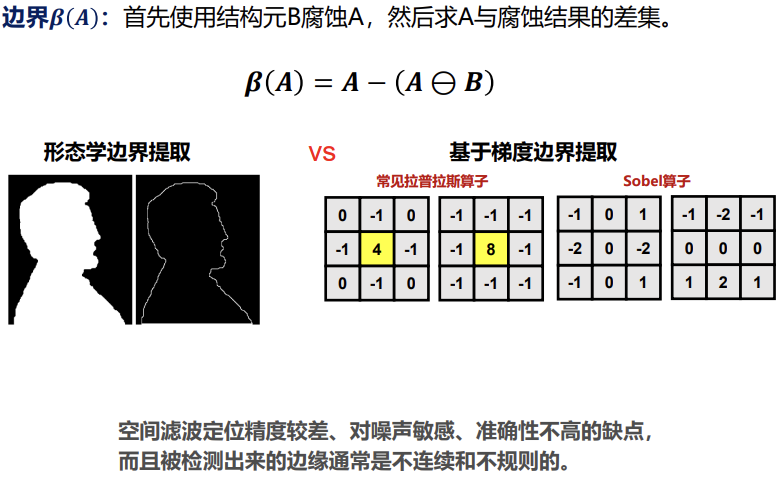 边界β(A)：首先使用结构元B腐蚀A，然后求A与腐蚀结果的差集。
β(A) = A − (A ⊖ B)
形态学边界提取
VS
基于梯度边界提取
常见拉普拉斯算子
Sobel算子
0 -1 0
-1 4 -1
0 -1 0
-1 -1 -1
-1 8 -1
-1 -1 -1
-1 0 1
-2 0 -2
-1 0 1
-1 -2 -1
0 0 0
1 2 1
空间滤波定位精度较差、对噪声敏感、准确性不高的缺点，
而且被检测出来的边缘通常是不连续和不规则的。